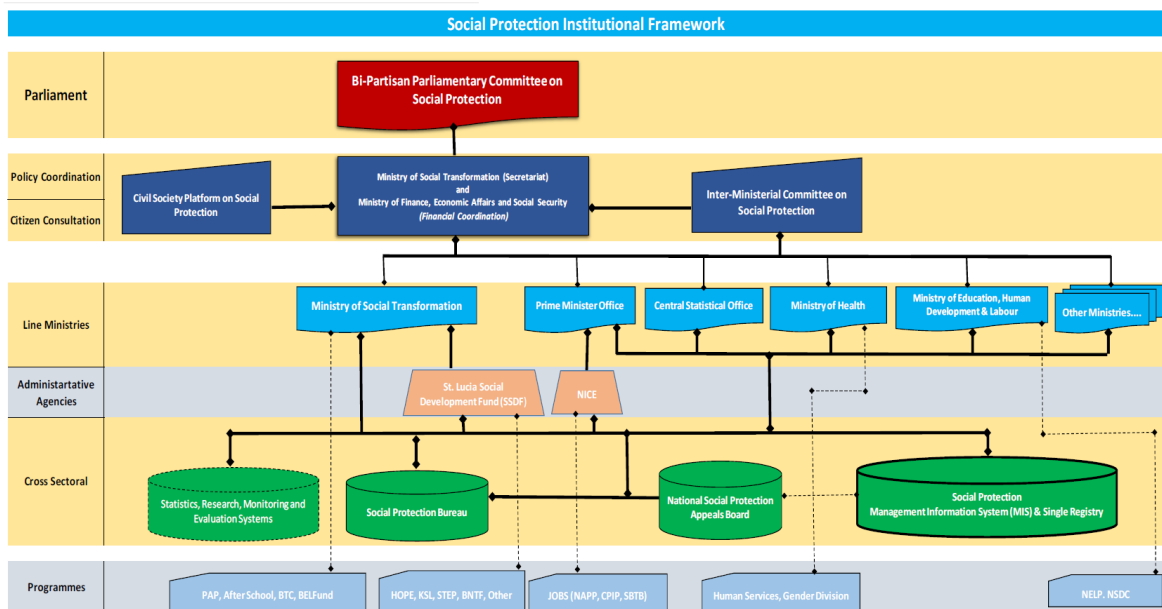 Social Protection Institutional Framework
Parliament
Bi-Partisan Parliamentary Committee on
Social Protection
Policy Coordination
Citizen Consultation
Civil Society Platform on Social
Protection
Ministry of Social Transformation (Secretariat)
and
Ministry of Finance, Economic Affairs and Social Security
(Financial Coordination)
Inter-Ministerial Committee on
Social Protection
Line Ministries
Ministry of Social Transformation
Prime Minister Office
Central Statistical Office
Ministry of Health
Ministry of Education, Human
Development & Labour
Other Ministries....
Administartative
Agencies
St. Lucia Social
Development Fund (SSDF)
NICE
Cross Sectoral
Statistics, Research, Monitoring and
Evaluation Systems
Social Protection Bureau
National Social Protection
Appeals Board
Social Protection
Management Information System (MIS) & Single Registry
Programmes
PAP, After School, BTC, BELFund
HOPE, KSL, STEP, BNTF, Other
JOBS (NAPP, CPIP, SBTB)
Human Services, Gender Division
NELP. NSDC